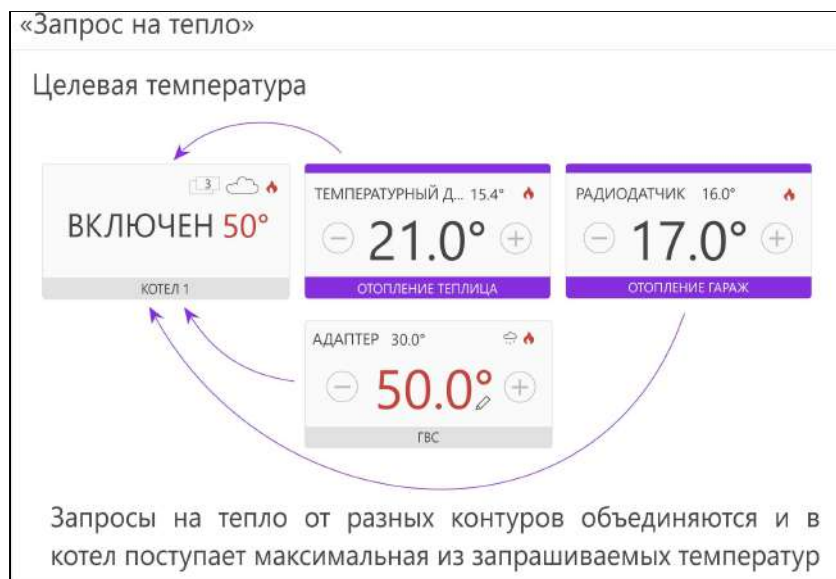 «Запрос на тепло»
Целевая температура
3
ВКЛЮЧЕН 50°
КОТЕЛ 1
ТЕМПЕРАТУРНЫЙ Д... 15.4°
21.0°
ОТОПЛЕНИЕ ТЕПЛИЦА
РАДИОДАТЧИК 16.0°
17.0°
ОТОПЛЕНИЕ ГАРАЖ
АДАПТЕР 30.0°
50.0°
ГВС
Запросы на тепло от разных контуров объединяются и в
котел поступает максимальная из запрашиваемых температур